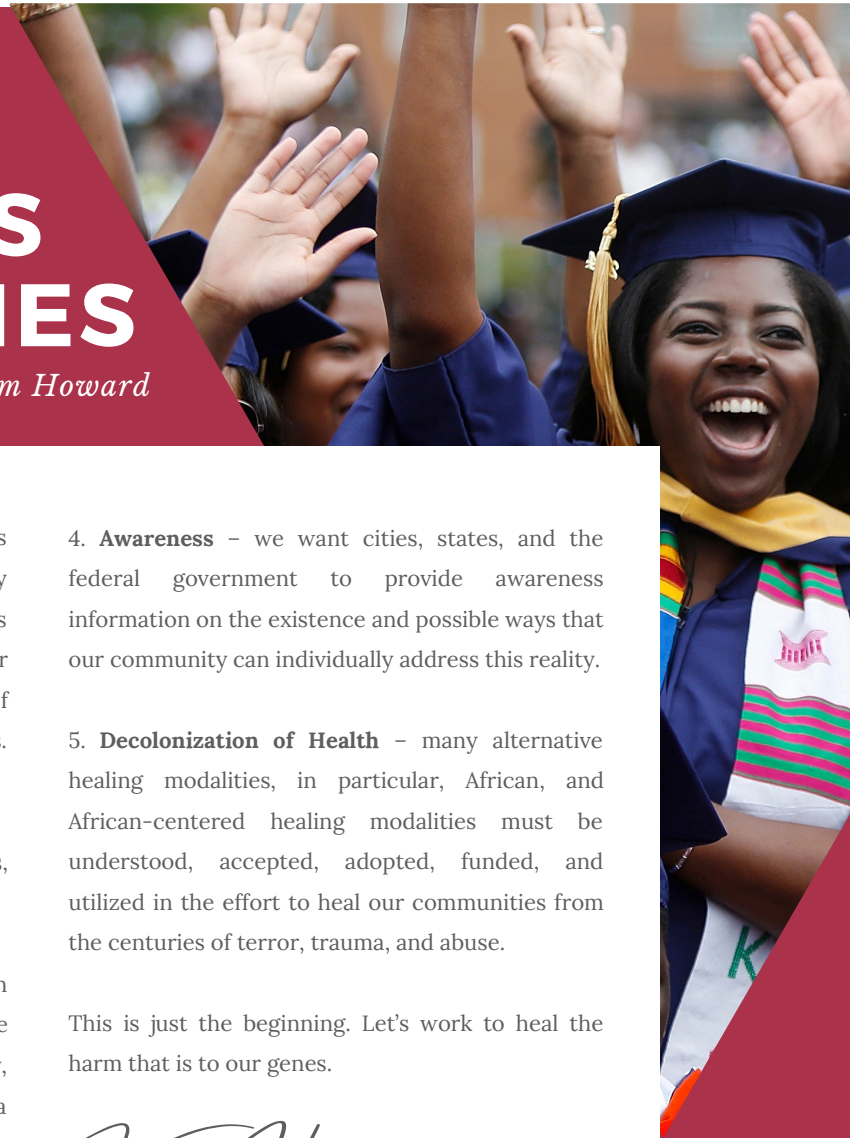 S
IES
m Howard
s
y
s
r
f
s.
s,
n
e
,
a
4. Awareness – we want cities, states, and the
federal government to provide awareness
information on the existence and possible ways that
our community can individually address this reality.
5. Decolonization of Health – many alternative
healing modalities, in particular, African, and
African-centered healing modalities must be
understood, accepted, adopted, funded, and
utilized in the effort to heal our communities from
the centuries of terror, trauma, and abuse.
This is just the beginning. Let’s work to heal the
harm that is to our genes.
K